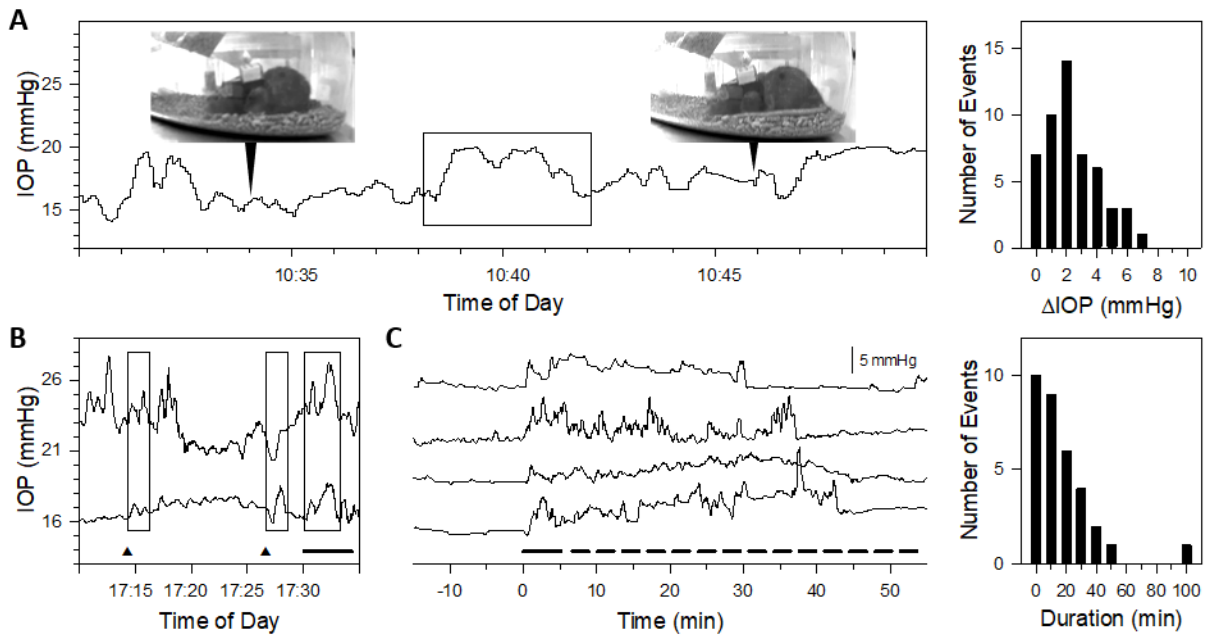 A
IOP (mmHg)
25
20
15
10:35
10:40
10:45
Time of Day
Number of Events
15
10
5
0
0 2 4 6 8 10
ΔIOP (mmHg)
B
IOP (mmHg)
26
21
16
17:15
17:20
17:25
17:30
Time of Day
C
5 mmHg
-10 0 10 20 30 40 50
Time (min)
Number of Events
10
5
0
0 20 40 60 80 100
Duration (min)